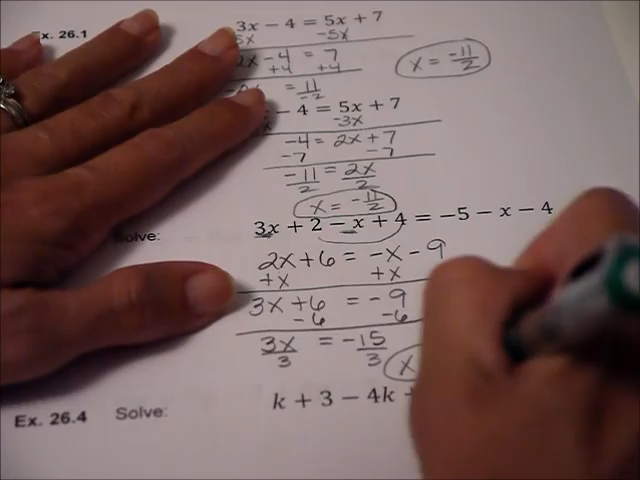 Ex. 26.1
3x − 4 = 5x + 7
-5x
-4 = 7
+4 +4
= 11
-2
x = -11/2
− 4 = 5x + 7
-3x
-4 = 2x + 7
-7 -7
-11/2 = 2x/2
x = -11/2
Solve: 3x + 2 − x + 4 = −5 − x − 4
2x + 6 = -x - 9
+x +x
3x + 6 = -9
-6 -6
3x/3 = -15/3
x
Ex. 26.4 Solve: k + 3 − 4k +